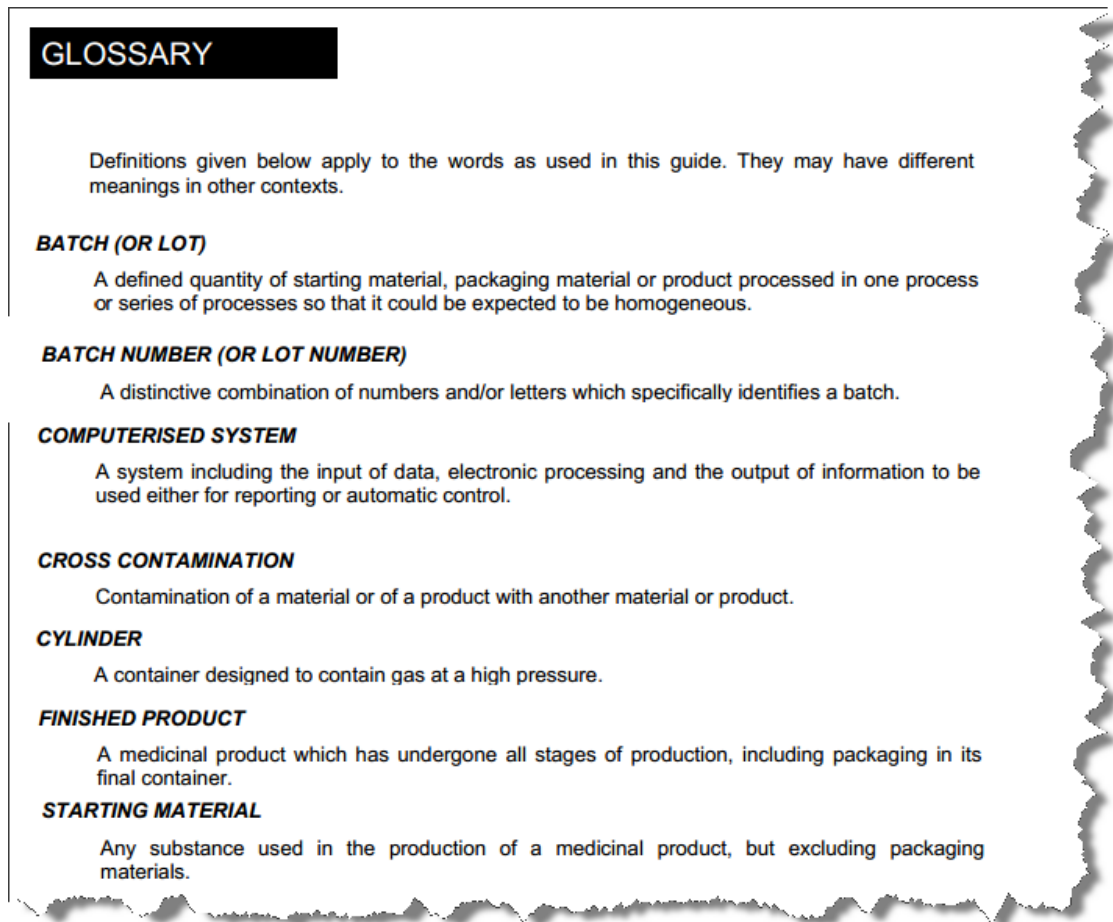 GLOSSARY
Definitions given below apply to the words as used in this guide. They may have different
meanings in other contexts.
BATCH (OR LOT)
A defined quantity of starting material, packaging material or product processed in one process
or series of processes so that it could be expected to be homogeneous.
BATCH NUMBER (OR LOT NUMBER)
A distinctive combination of numbers and/or letters which specifically identifies a batch.
COMPUTERISED SYSTEM
A system including the input of data, electronic processing and the output of information to be
used either for reporting or automatic control.
CROSS CONTAMINATION
Contamination of a material or of a product with another material or product.
CYLINDER
A container designed to contain gas at a high pressure.
FINISHED PRODUCT
A medicinal product which has undergone all stages of production, including packaging in its
final container.
STARTING MATERIAL
Any substance used in the production of a medicinal product, but excluding packaging
materials.